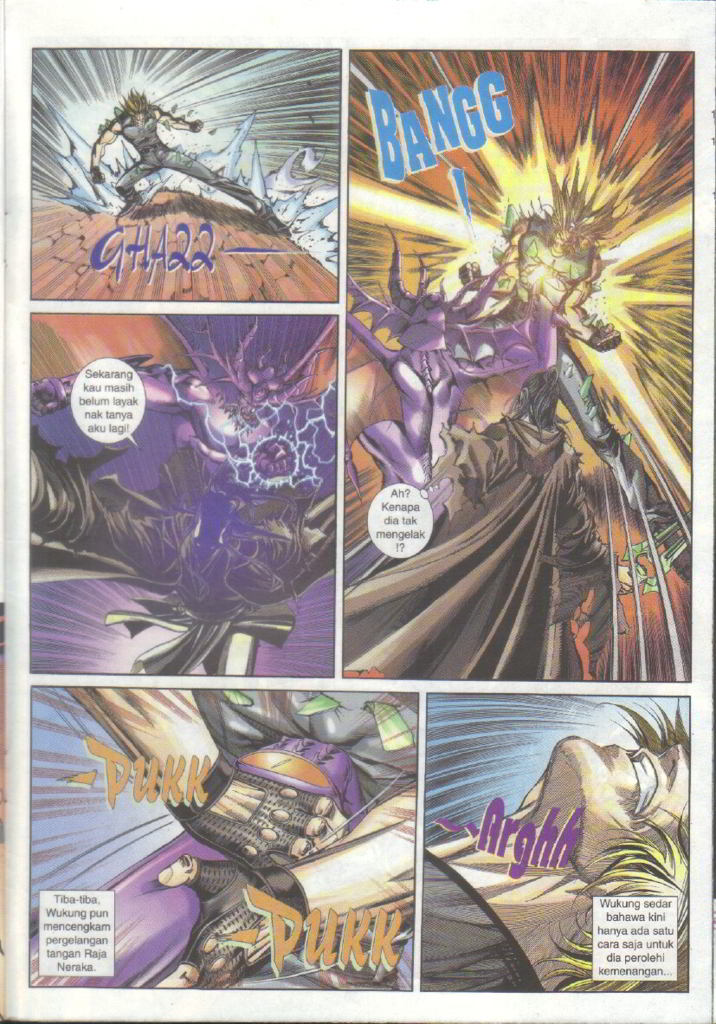 GHAZZ
Sekarang
kau masih
belum layak
nak tanya
aku lagi!
BANGG
!
Ah?
Kenapa
dia tak
mengelak
!?
PUKK
PUKK
Tiba-tiba,
Wukung pun
mencengkam
pergelangan
tangan Raja
Neraka.
Arghh
Wukung sedar
bahawa kini
hanya ada satu
cara saja untuk
dia perolehi
kemenangan...